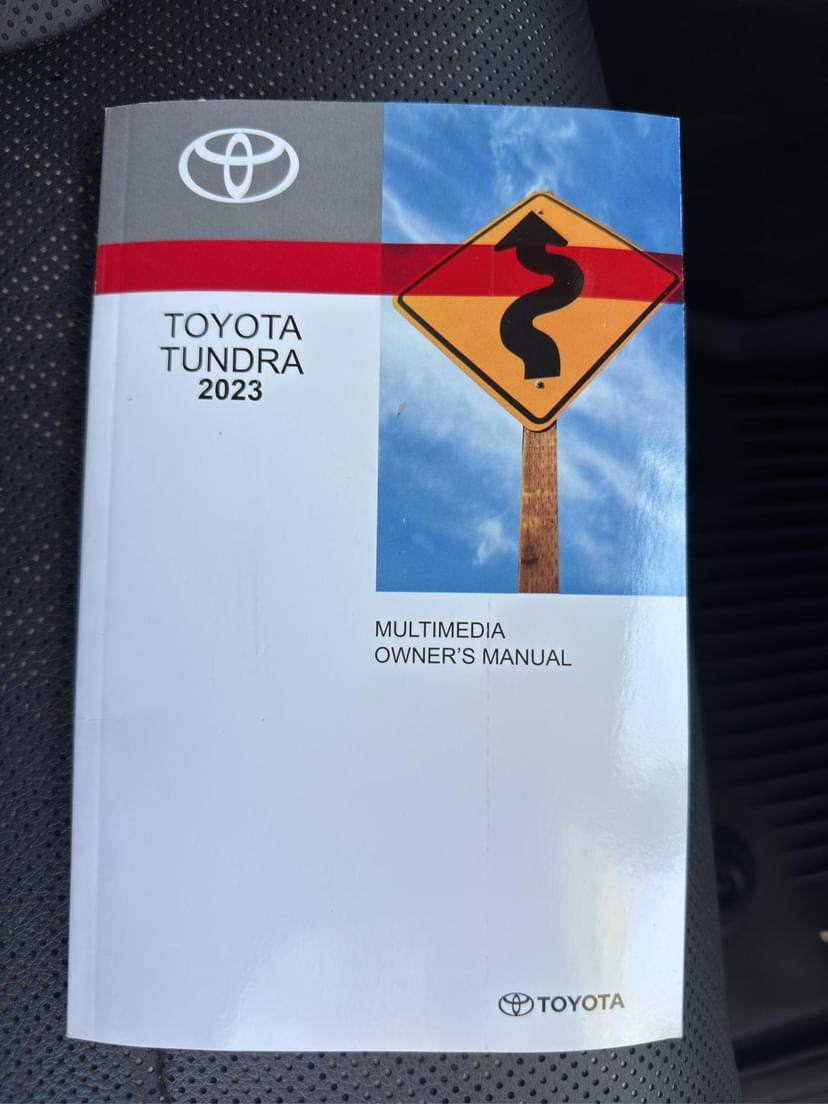 TOYOTA
TUNDRA
2023
MULTIMEDIA
OWNER'S MANUAL
TOYOTA